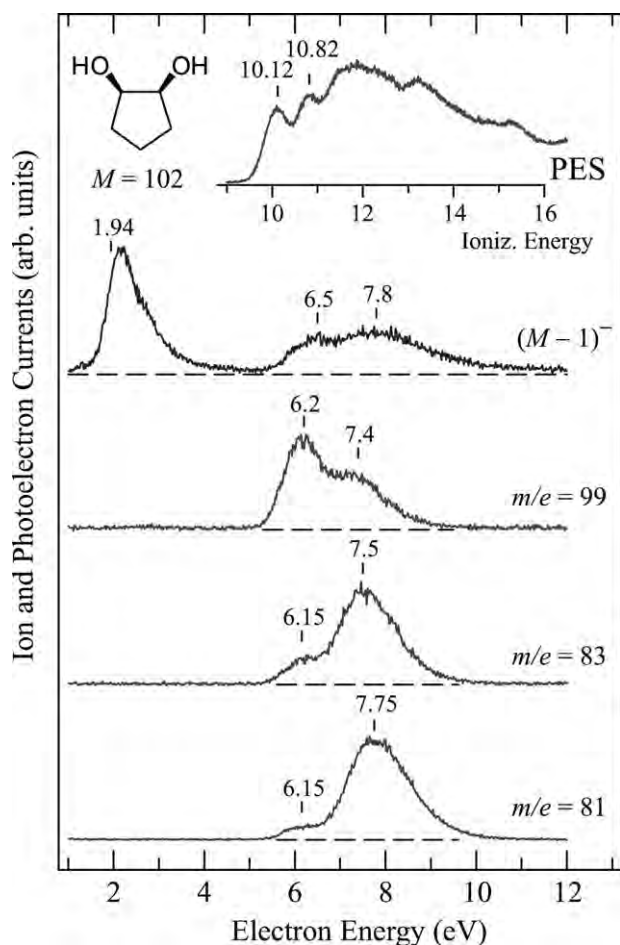 HO OH
M = 102
10.12
10.82
PES
10 12 14 16
Ioniz. Energy
1.94
6.5
7.8
(M – 1)⁻
6.2
7.4
m/e = 99
6.15
7.5
m/e = 83
6.15
7.75
m/e = 81
2 4 6 8 10 12
Electron Energy (eV)
Ion and Photoelectron Currents (arb. units)